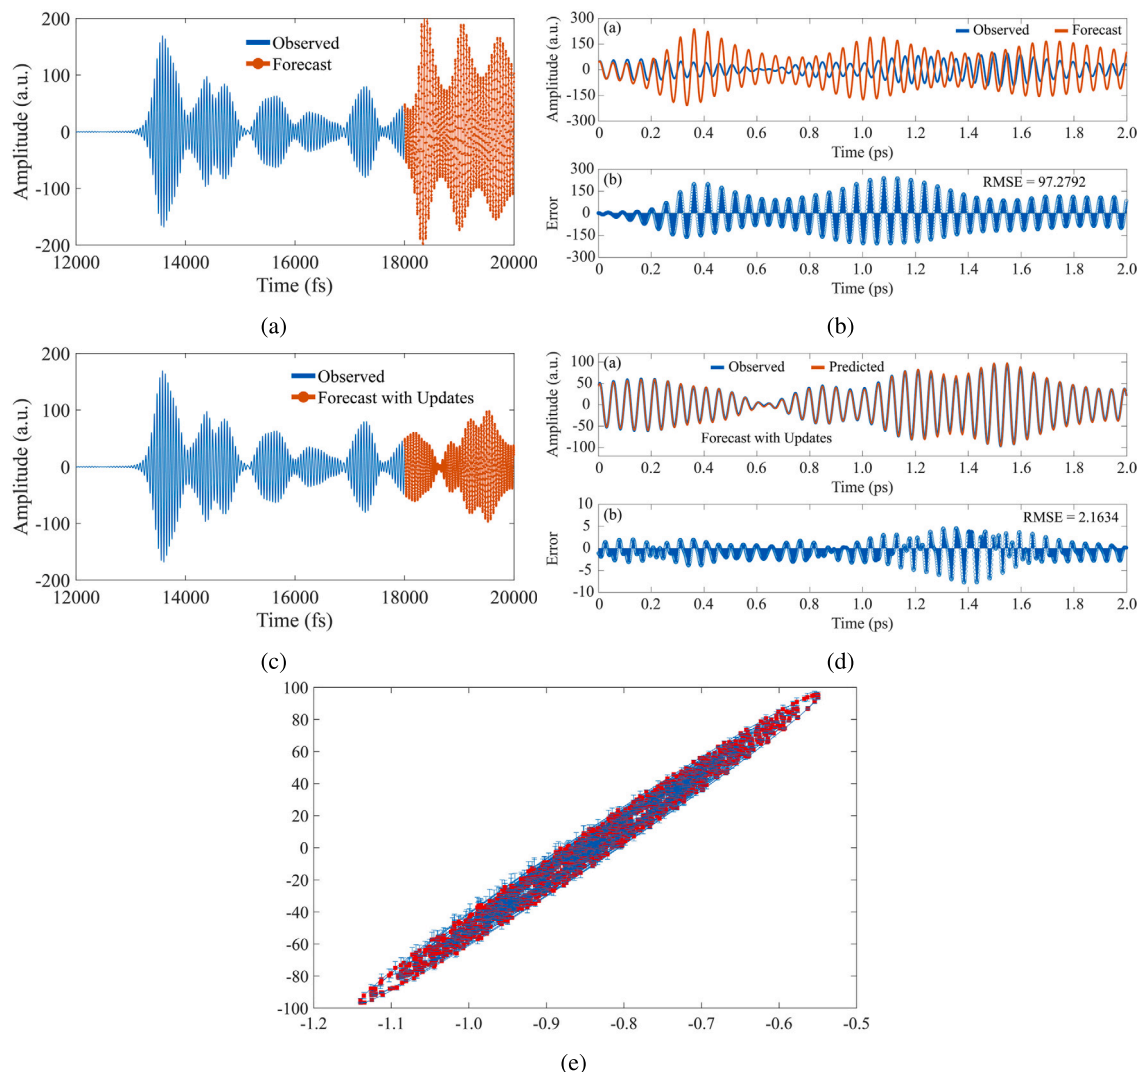 200
100
0
-100
-200
Amplitude (a.u.)
Observed
Forecast
12000 14000 16000 18000 20000
Time (fs)
(a)
(a)
Observed Forecast
300
150
0
-150
-300
Amplitude (a.u.)
0 0.2 0.4 0.6 0.8 1.0 1.2 1.4 1.6 1.8 2.0
Time (ps)
(b)
RMSE = 97.2792
300
150
0
-150
-300
Error
0 0.2 0.4 0.6 0.8 1.0 1.2 1.4 1.6 1.8 2.0
Time (ps)
(b)
200
100
0
-100
-200
Amplitude (a.u.)
Observed
Forecast with Updates
12000 14000 16000 18000 20000
Time (fs)
(c)
(a)
Observed Predicted
100
50
0
-50
-100
Amplitude (a.u.)
Forecast with Updates
0 0.2 0.4 0.6 0.8 1.0 1.2 1.4 1.6 1.8 2.0
Time (ps)
(b)
RMSE = 2.1634
10
5
0
-5
-10
Error
0 0.2 0.4 0.6 0.8 1.0 1.2 1.4 1.6 1.8 2.0
Time (ps)
(d)
100
80
60
40
20
0
-20
-40
-60
-80
-100
-1.2 -1.1 -1.0 -0.9 -0.8 -0.7 -0.6 -0.5
(e)